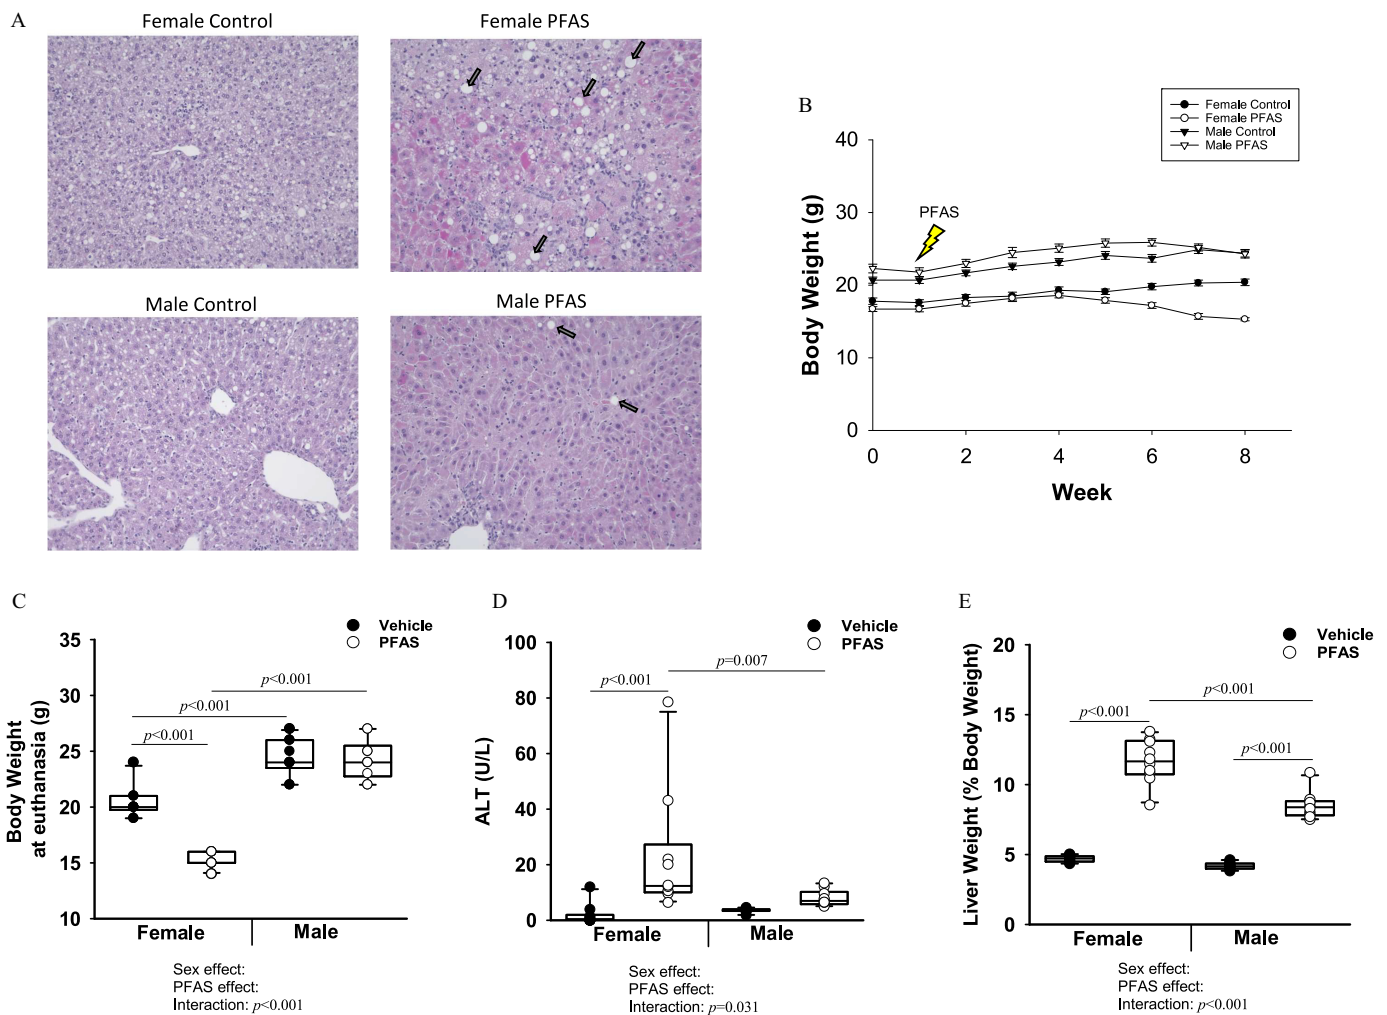 A
Female Control
Female PFAS
Male Control
Male PFAS
B
Female Control
Female PFAS
Male Control
Male PFAS
40
30
20
10
0
PFAS
Body Weight (g)
0 2 4 6 8
Week
C
Vehicle
PFAS
35
30
25
20
15
10
Body Weight
at euthanasia (g)
p<0.001
p<0.001
p<0.001
Female Male
Sex effect:
PFAS effect:
Interaction: p<0.001
D
Vehicle
PFAS
100
80
60
40
20
0
ALT (U/L)
p=0.007
p<0.001
Female Male
Sex effect:
PFAS effect:
Interaction: p=0.031
E
Vehicle
PFAS
20
15
10
5
0
Liver Weight (% Body Weight)
p<0.001
p<0.001
p<0.001
Female Male
Sex effect:
PFAS effect:
Interaction: p<0.001